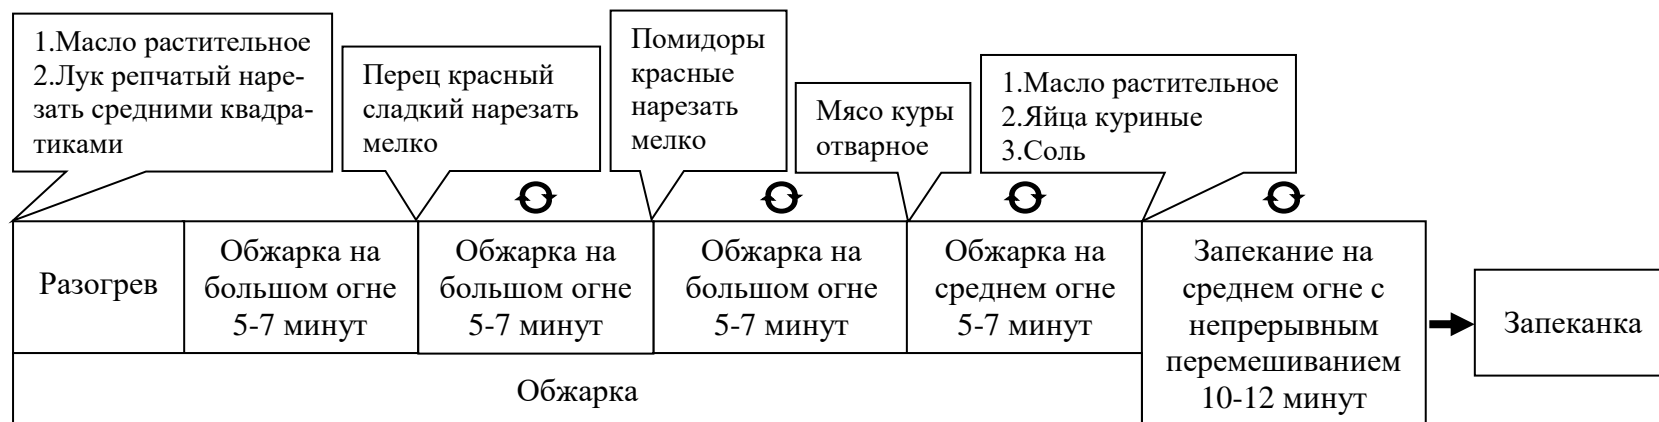 1.Масло растительное
2.Лук репчатый наре-
зать средними квадра-
тиками
Перец красный
сладкий нарезать
мелко
Помидоры
красные
нарезать
мелко
Мясо куры
отварное
1.Масло растительное
2.Яйца куриные
3.Соль
Разогрев
Обжарка на
большом огне
5-7 минут
Обжарка на
большом огне
5-7 минут
Обжарка на
большом огне
5-7 минут
Обжарка на
среднем огне
5-7 минут
Запекание на
среднем огне с
непрерывным
перемешиванием
10-12 минут
Запеканка
Обжарка